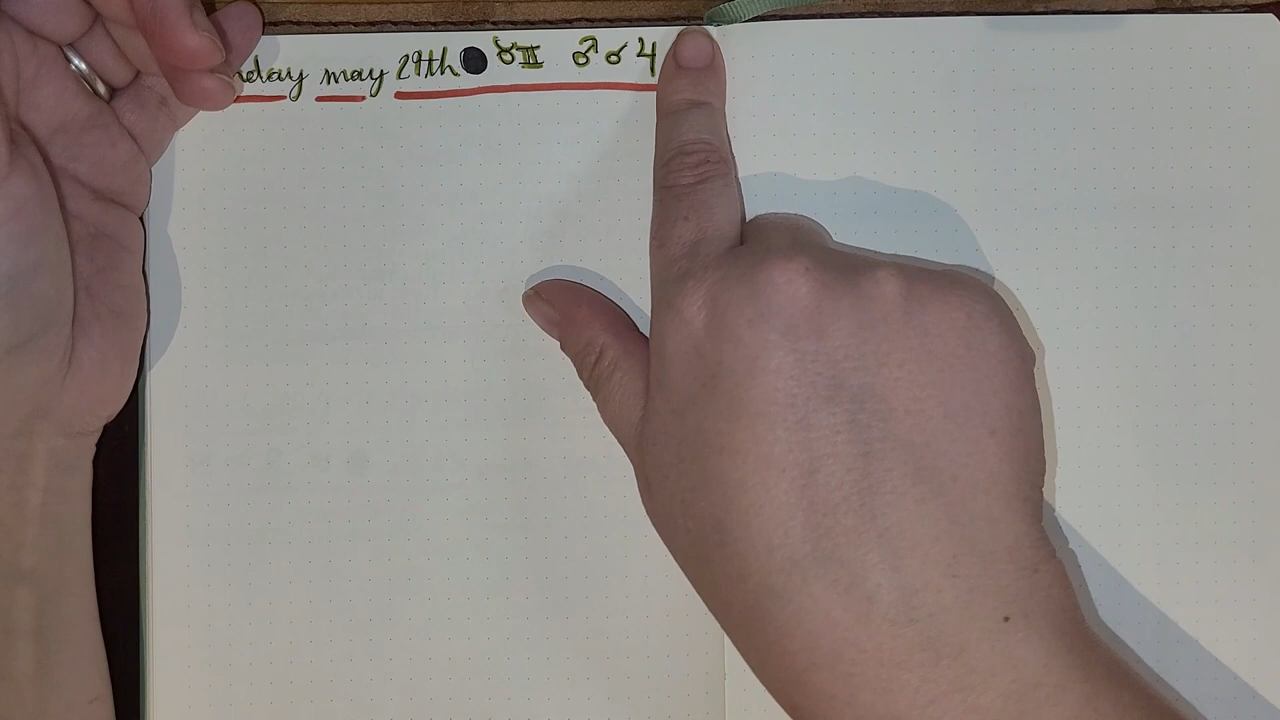 nday may 29th ● ♉♊ ♂☌♃